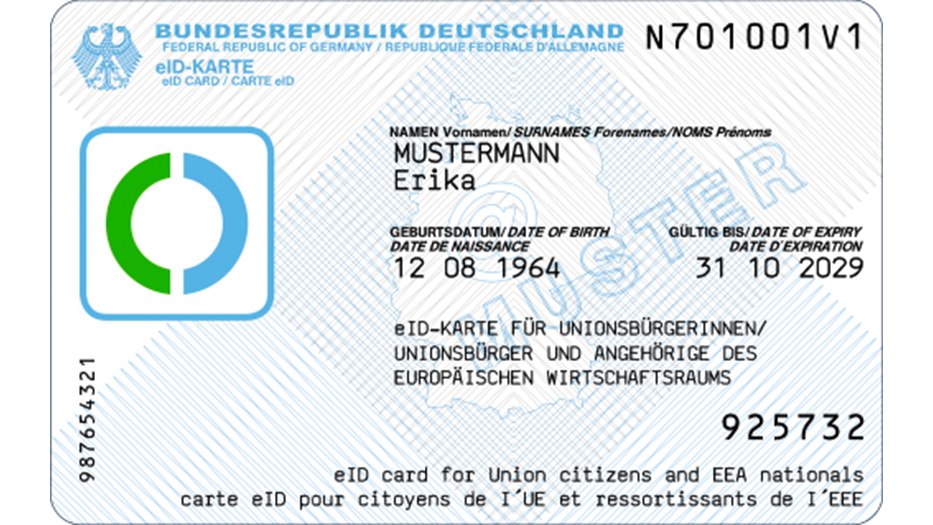 BUNDESREPUBLIK DEUTSCHLAND
FEDERAL REPUBLIC OF GERMANY / REPUBLIQUE FEDERALE D'ALLEMAGNE
eID-KARTE
eID CARD / CARTE eID
N701001V1
NAMEN Vornamen/ SURNAMES Forenames/NOMS Prénoms
MUSTERMANN
Erika
GEBURTSDATUM/ DATE OF BIRTH
DATE DE NAISSANCE
12 08 1964
GÜLTIG BIS/ DATE OF EXPIRY
DATE D'EXPIRATION
31 10 2029
@
MUSTER
eID-KARTE FÜR UNIONSBÜRGERINNEN/
UNIONSBÜRGER UND ANGEHÖRIGE DES
EUROPÄISCHEN WIRTSCHAFTSRAUMS
987654321
925732
eID card for Union citizens and EEA nationals
carte eID pour citoyens de I´UE et ressortissants de I´EEE